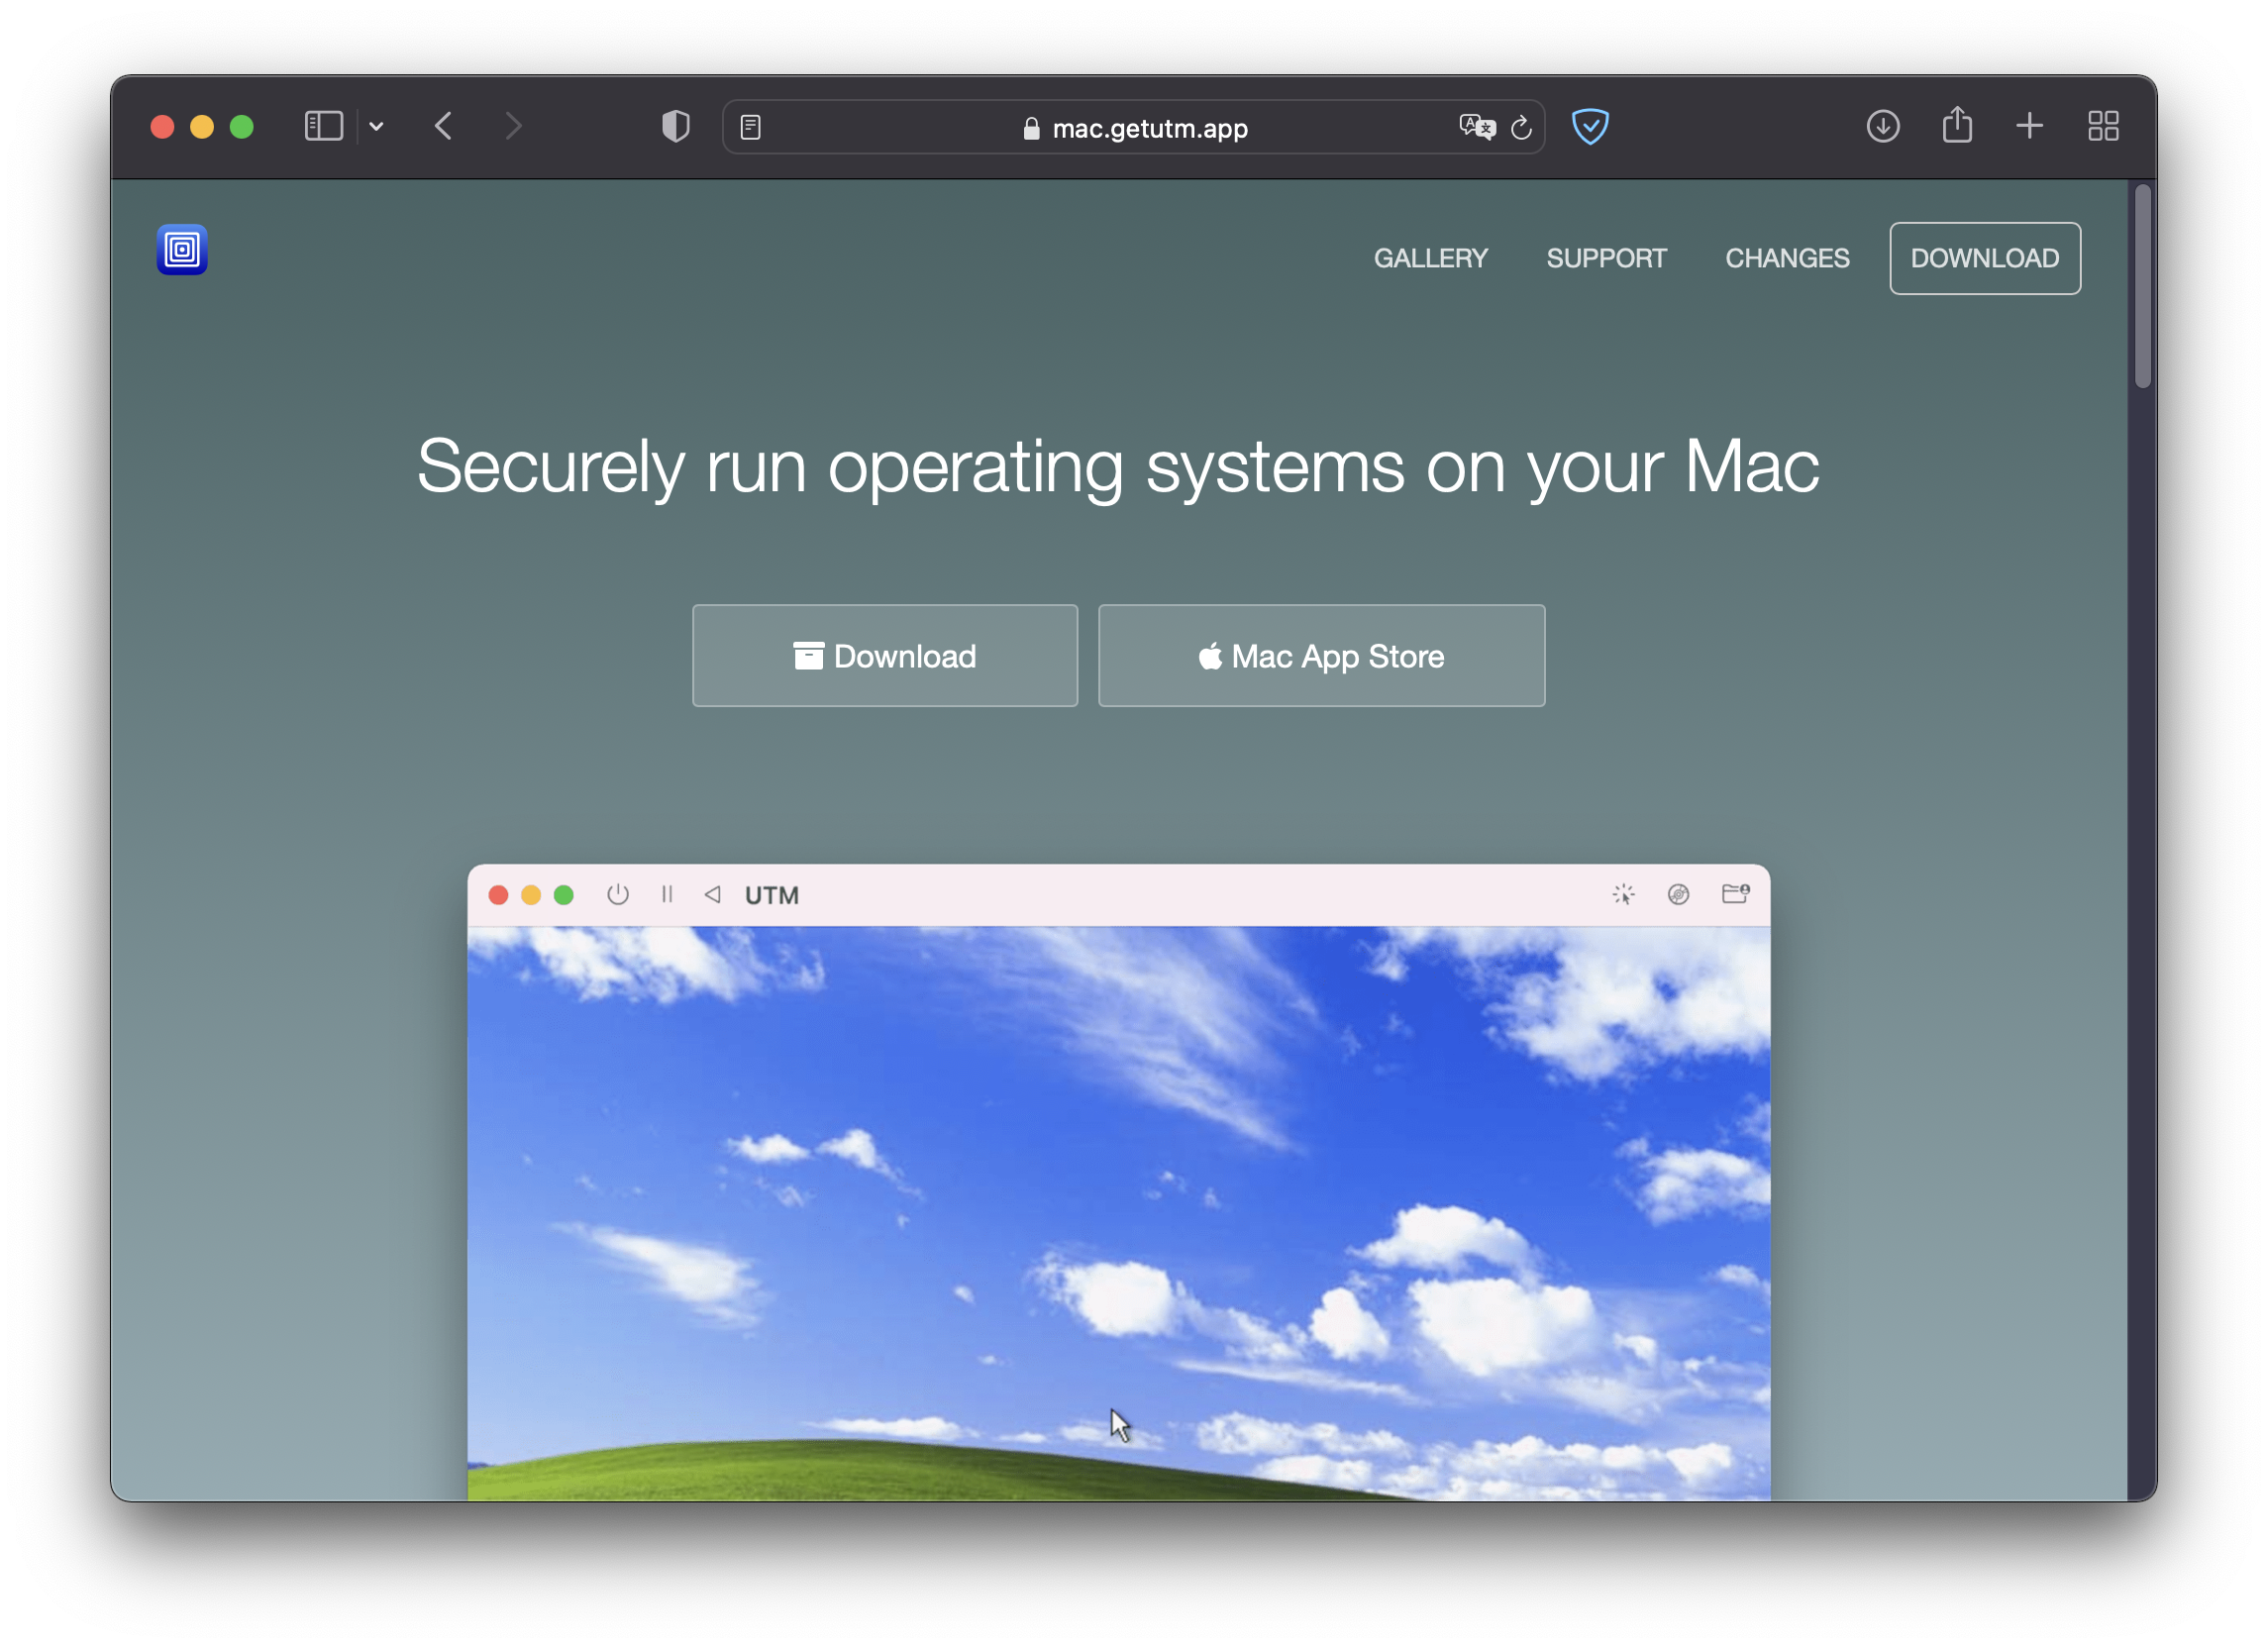 mac.getutm.app
GALLERY SUPPORT CHANGES DOWNLOAD
Securely run operating systems on your Mac
Download Mac App Store
UTM